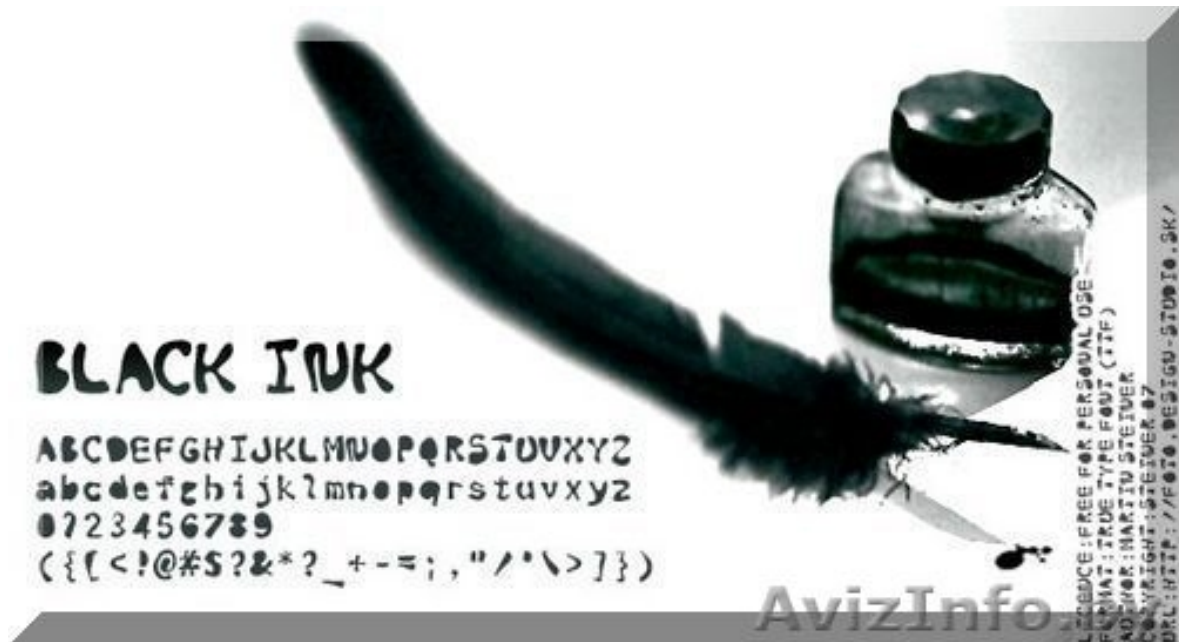 BLACK INK
ABCDEFGHIJKLMNOPQRSTUVXYZ
abcdefghijklmnopqrstuvxyz
0123456789
({[<!@#$?&*?_+-=;,"/'\>]})
LICENCE:FREE FOR PERSONAL USE
FORMAT:TRUE TYPE FONT (TTF)
AUTHOR:MARTIN STEINER
COPYRIGHT:STEINER 07
URL:HTTP://FOTO.DESIGN-STUDIO.SK/
AvizInfo